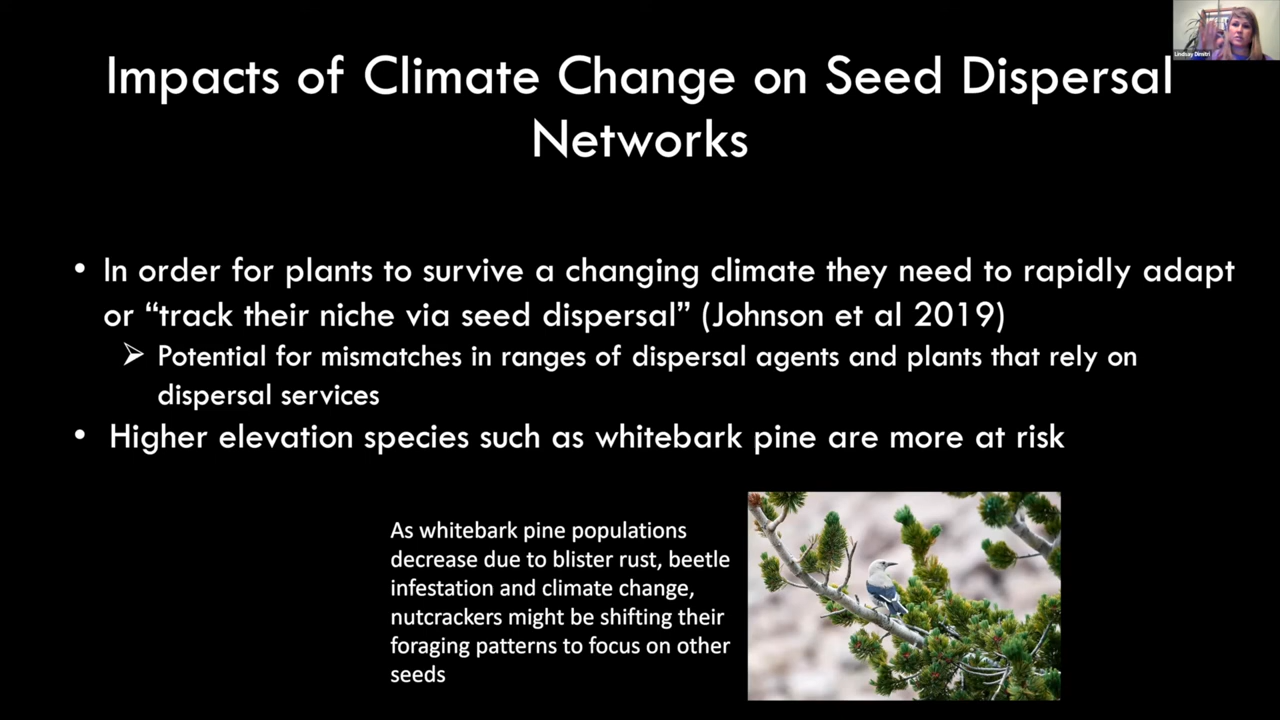 Lindsay Dimitri
Impacts of Climate Change on Seed Dispersal
Networks
• In order for plants to survive a changing climate they need to rapidly adapt
or “track their niche via seed dispersal” (Johnson et al 2019)
➢ Potential for mismatches in ranges of dispersal agents and plants that rely on
dispersal services
• Higher elevation species such as whitebark pine are more at risk
As whitebark pine populations
decrease due to blister rust, beetle
infestation and climate change,
nutcrackers might be shifting their
foraging patterns to focus on other
seeds